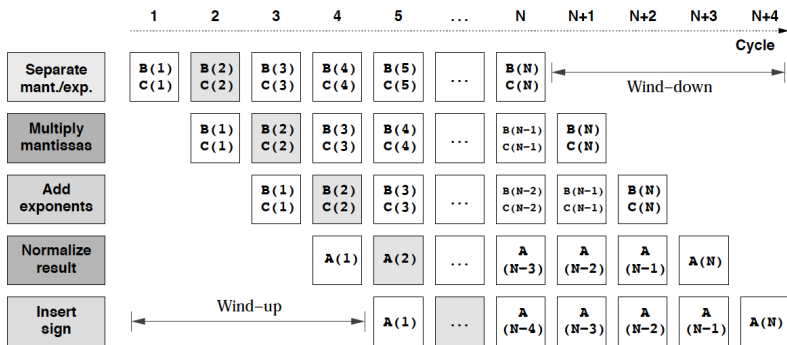 1 2 3 4 5 ... N N+1 N+2 N+3 N+4
Cycle
Separate B(1) B(2) B(3) B(4) B(5) ... B(N)
mant./exp. C(1) C(2) C(3) C(4) C(5) C(N)
Wind-down
Multiply B(1) B(2) B(3) B(4) ... B(N-1) B(N)
mantissas C(1) C(2) C(3) C(4) C(N-1) C(N)
Add B(1) B(2) B(3) ... B(N-2) B(N-1) B(N)
exponents C(1) C(2) C(3) C(N-2) C(N-1) C(N)
Normalize A(1) A(2) ... A A A A(N)
result (N-3) (N-2) (N-1)
Wind-up
Insert A(1) ... A A A A A(N)
sign (N-4) (N-3) (N-2) (N-1)